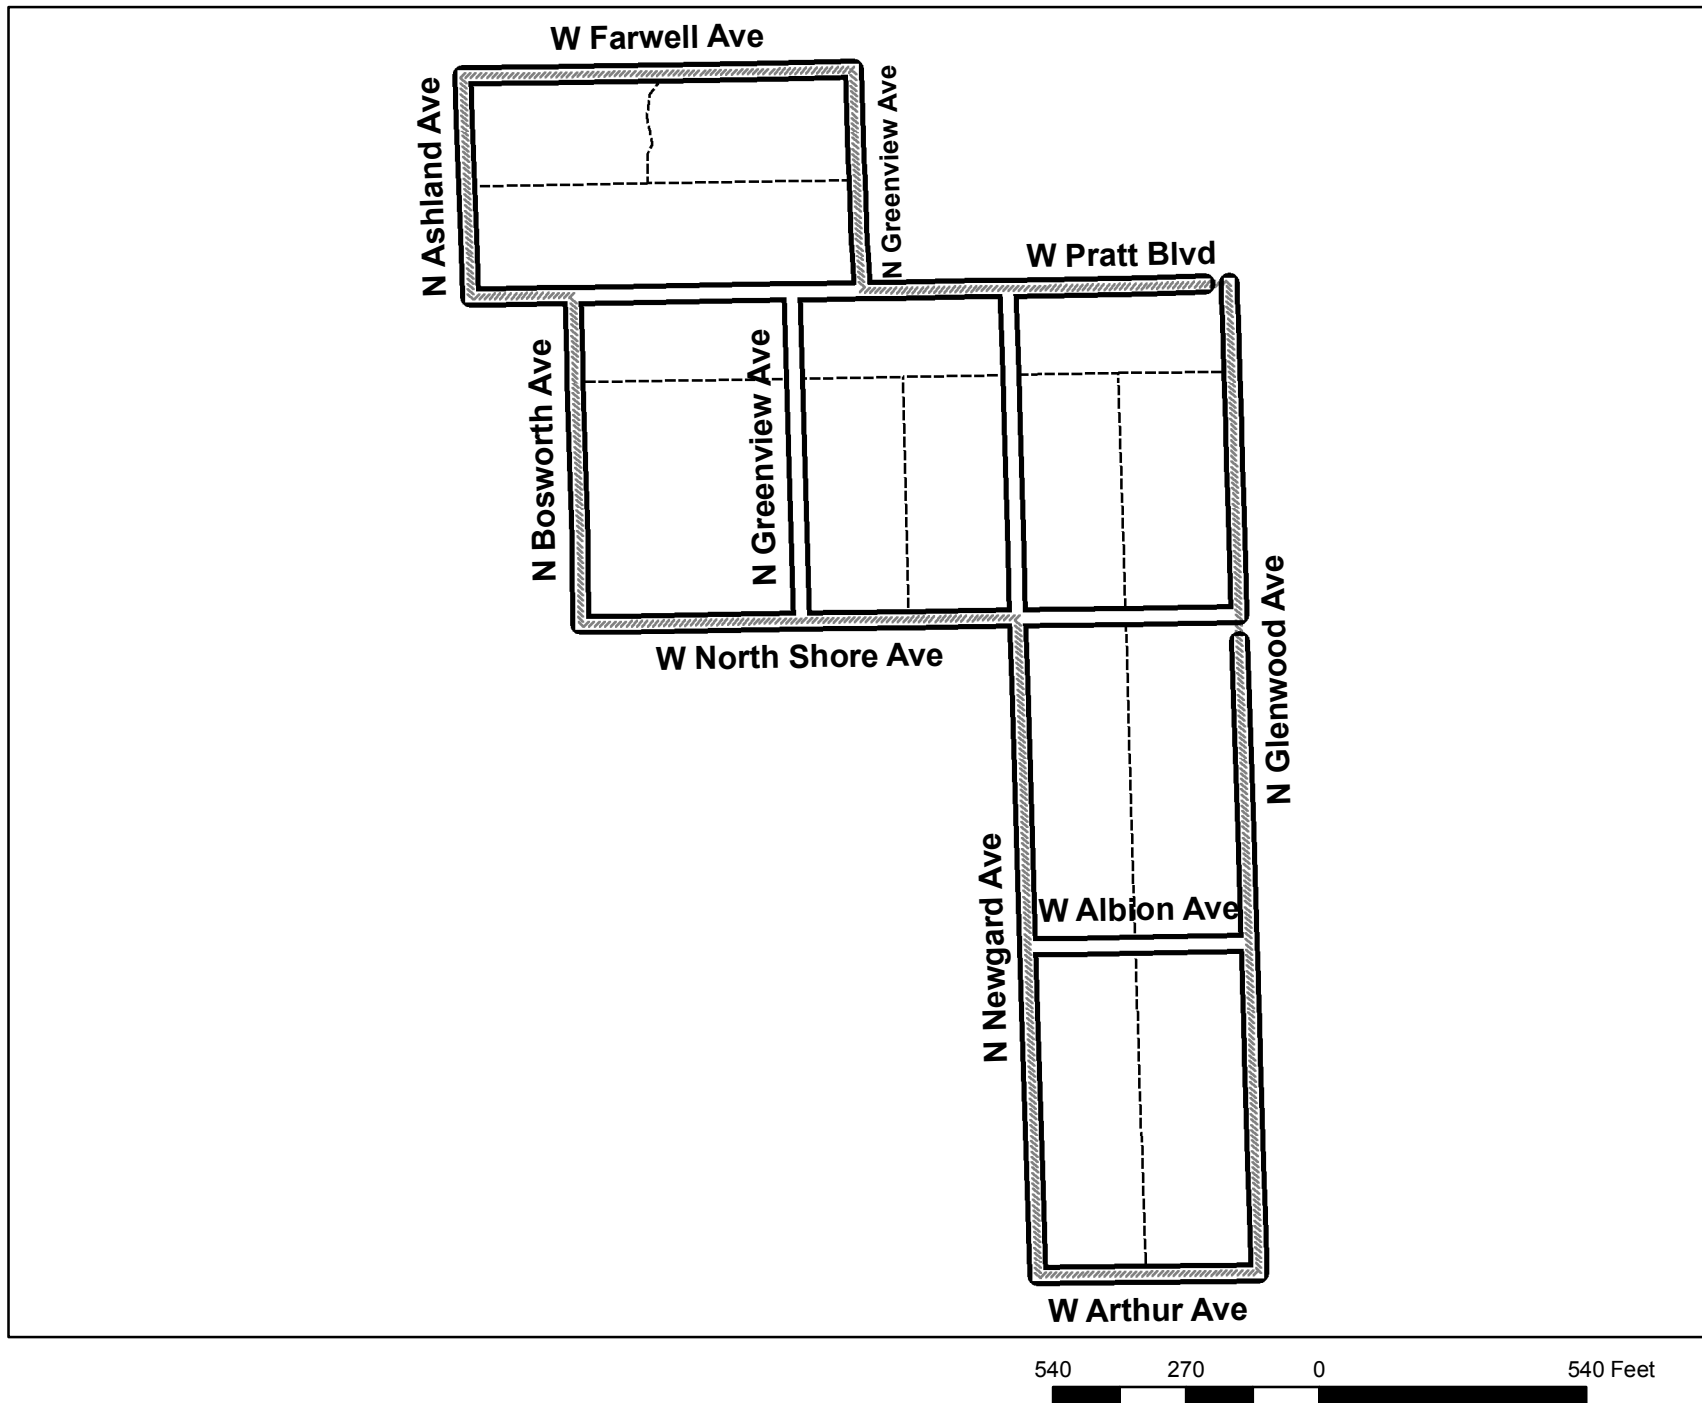 W Farwell Ave
N Ashland Ave
N Greenview Ave
W Pratt Blvd
N Bosworth Ave
N Greenview Ave
W North Shore Ave
N Glenwood Ave
N Newgard Ave
W Albion Ave
W Arthur Ave
540 270 0 540 Feet